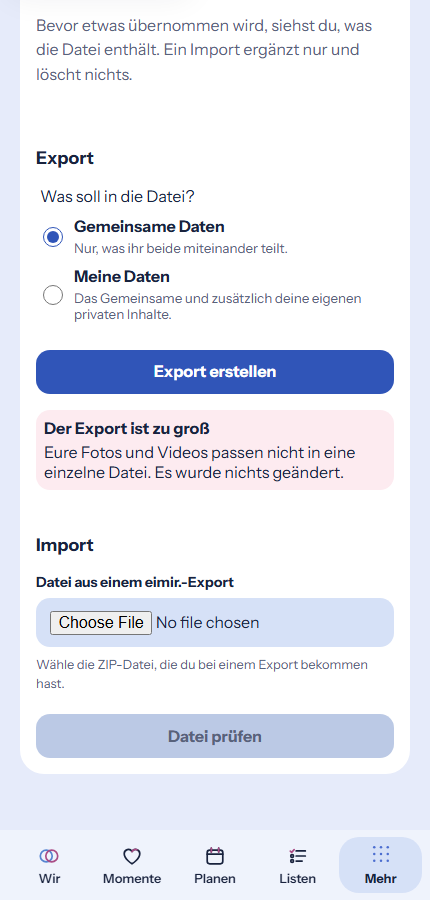 Bevor etwas übernommen wird, siehst du, was
die Datei enthält. Ein Import ergänzt nur und
löscht nichts.
Export
Was soll in die Datei?
Gemeinsame Daten
Nur, was ihr beide miteinander teilt.
Meine Daten
Das Gemeinsame und zusätzlich deine eigenen
privaten Inhalte.
Export erstellen
Der Export ist zu groß
Eure Fotos und Videos passen nicht in eine
einzelne Datei. Es wurde nichts geändert.
Import
Datei aus einem eimir.-Export
Choose File No file chosen
Wähle die ZIP-Datei, die du bei einem Export bekommen
hast.
Datei prüfen
Wir Momente Planen Listen Mehr